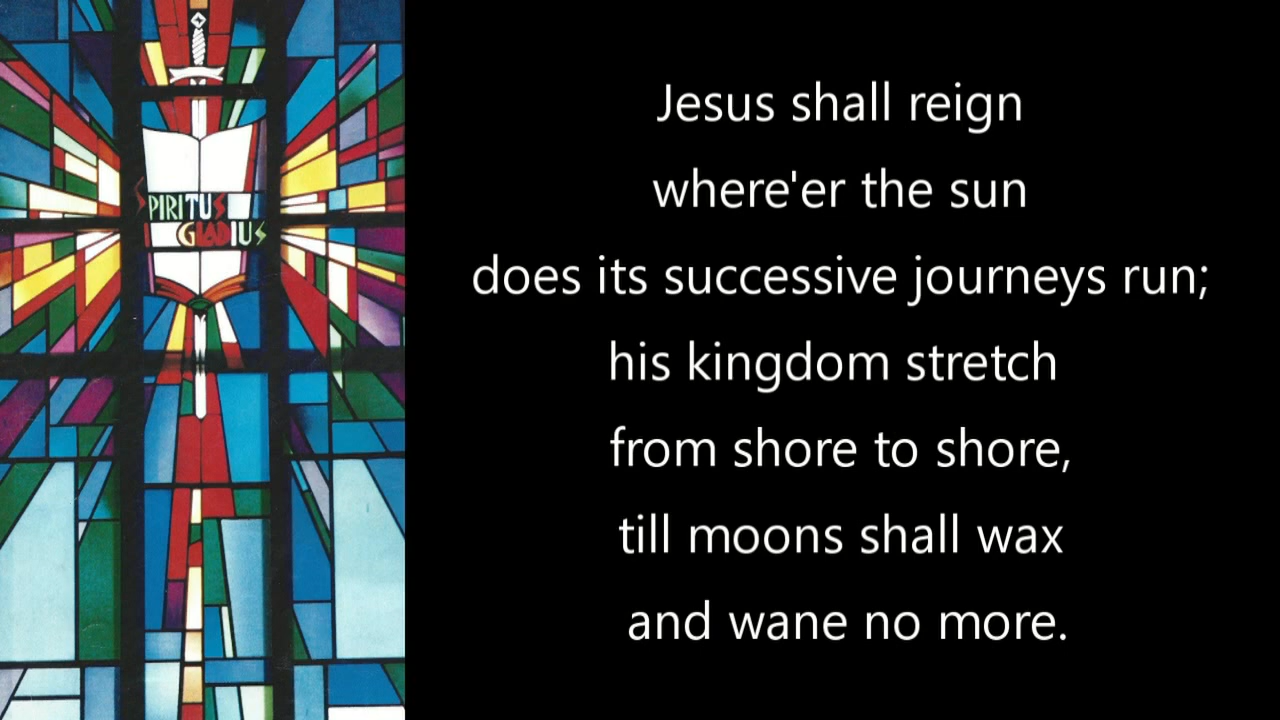 SPIRITUS
GLADIUS
Jesus shall reign
where'er the sun
does its successive journeys run;
his kingdom stretch
from shore to shore,
till moons shall wax
and wane no more.